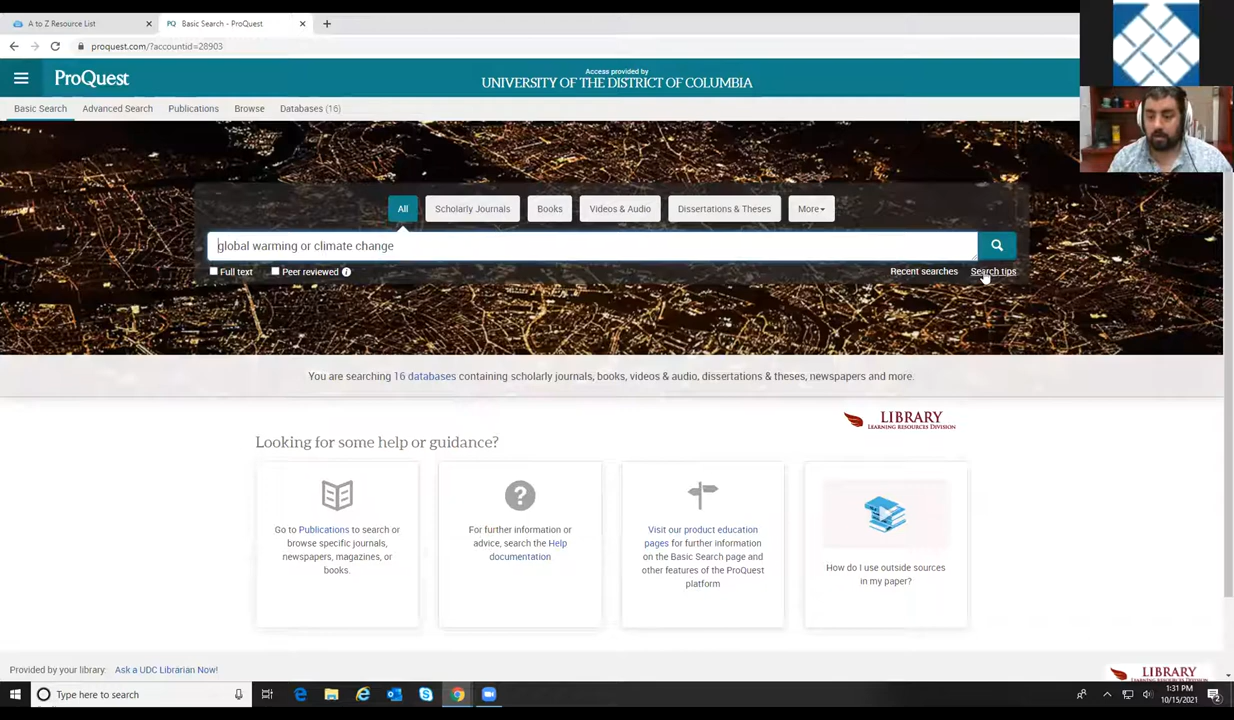 A to Z Resource List
PQ Basic Search - ProQuest
proquest.com/?accountid=28903
ProQuest
Access provided by
UNIVERSITY OF THE DISTRICT OF COLUMBIA
Basic Search Advanced Search Publications Browse Databases (16)
All Scholarly Journals Books Videos & Audio Dissertations & Theses More
global warming or climate change
Full text Peer reviewed Recent searches Search tips
You are searching 16 databases containing scholarly journals, books, videos & audio, dissertations & theses, newspapers and more.
LIBRARY
LEARNING RESOURCES DIVISION
Looking for some help or guidance?
Go to Publications to search or
browse specific journals,
newspapers, magazines, or
books.
For further information or
advice, search the Help
documentation
Visit our product education
pages for further information
on the Basic Search page and
other features of the ProQuest
platform
How do I use outside sources
in my paper?
Provided by your library: Ask a UDC Librarian Now!
LIBRARY
Type here to search
1:31 PM
10/15/2021